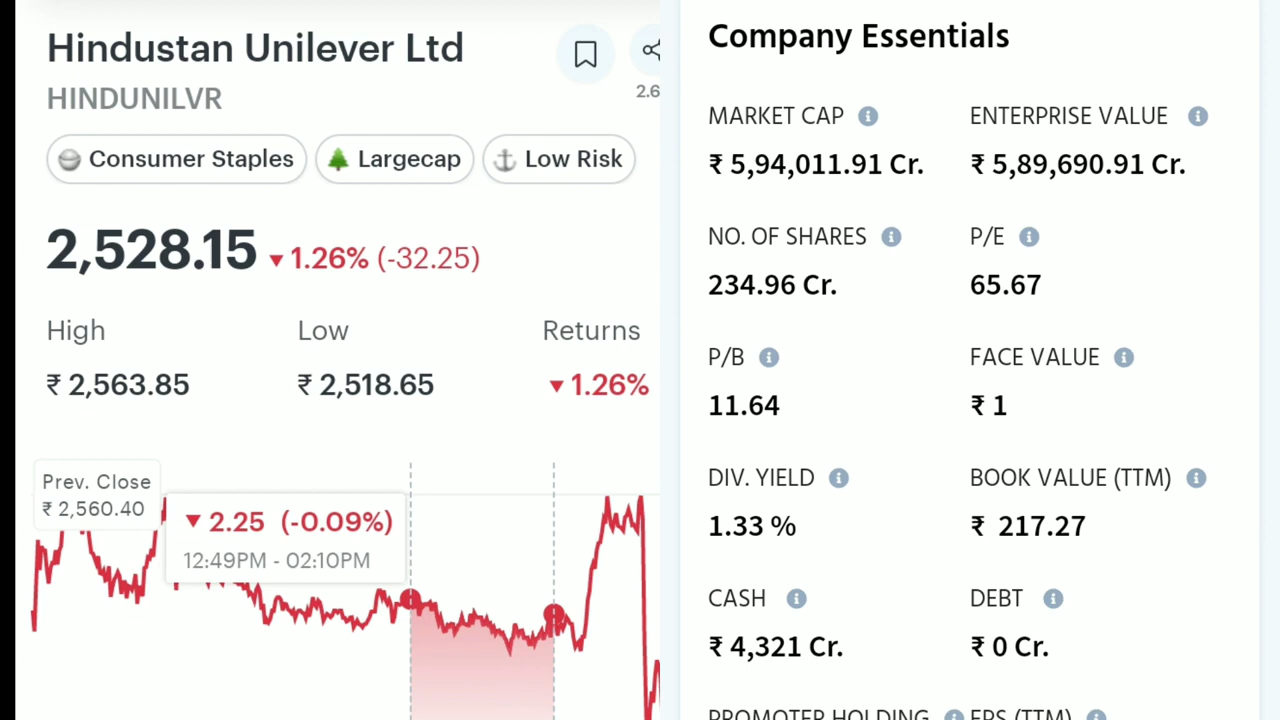 Hindustan Unilever Ltd
HINDUNILVR
2.6
Consumer Staples
Largecap
Low Risk
2,528.15 ▼ 1.26% (-32.25)
High Low Returns
₹ 2,563.85 ₹ 2,518.65 ▼ 1.26%
Prev. Close
₹ 2,560.40
▼ 2.25 (-0.09%)
12:49PM - 02:10PM
Company Essentials
MARKET CAP ENTERPRISE VALUE
₹ 5,94,011.91 Cr. ₹ 5,89,690.91 Cr.
NO. OF SHARES P/E
234.96 Cr. 65.67
P/B FACE VALUE
11.64 ₹ 1
DIV. YIELD BOOK VALUE (TTM)
1.33 % ₹ 217.27
CASH DEBT
₹ 4,321 Cr. ₹ 0 Cr.
PROMOTER HOLDING EPS (TTM)